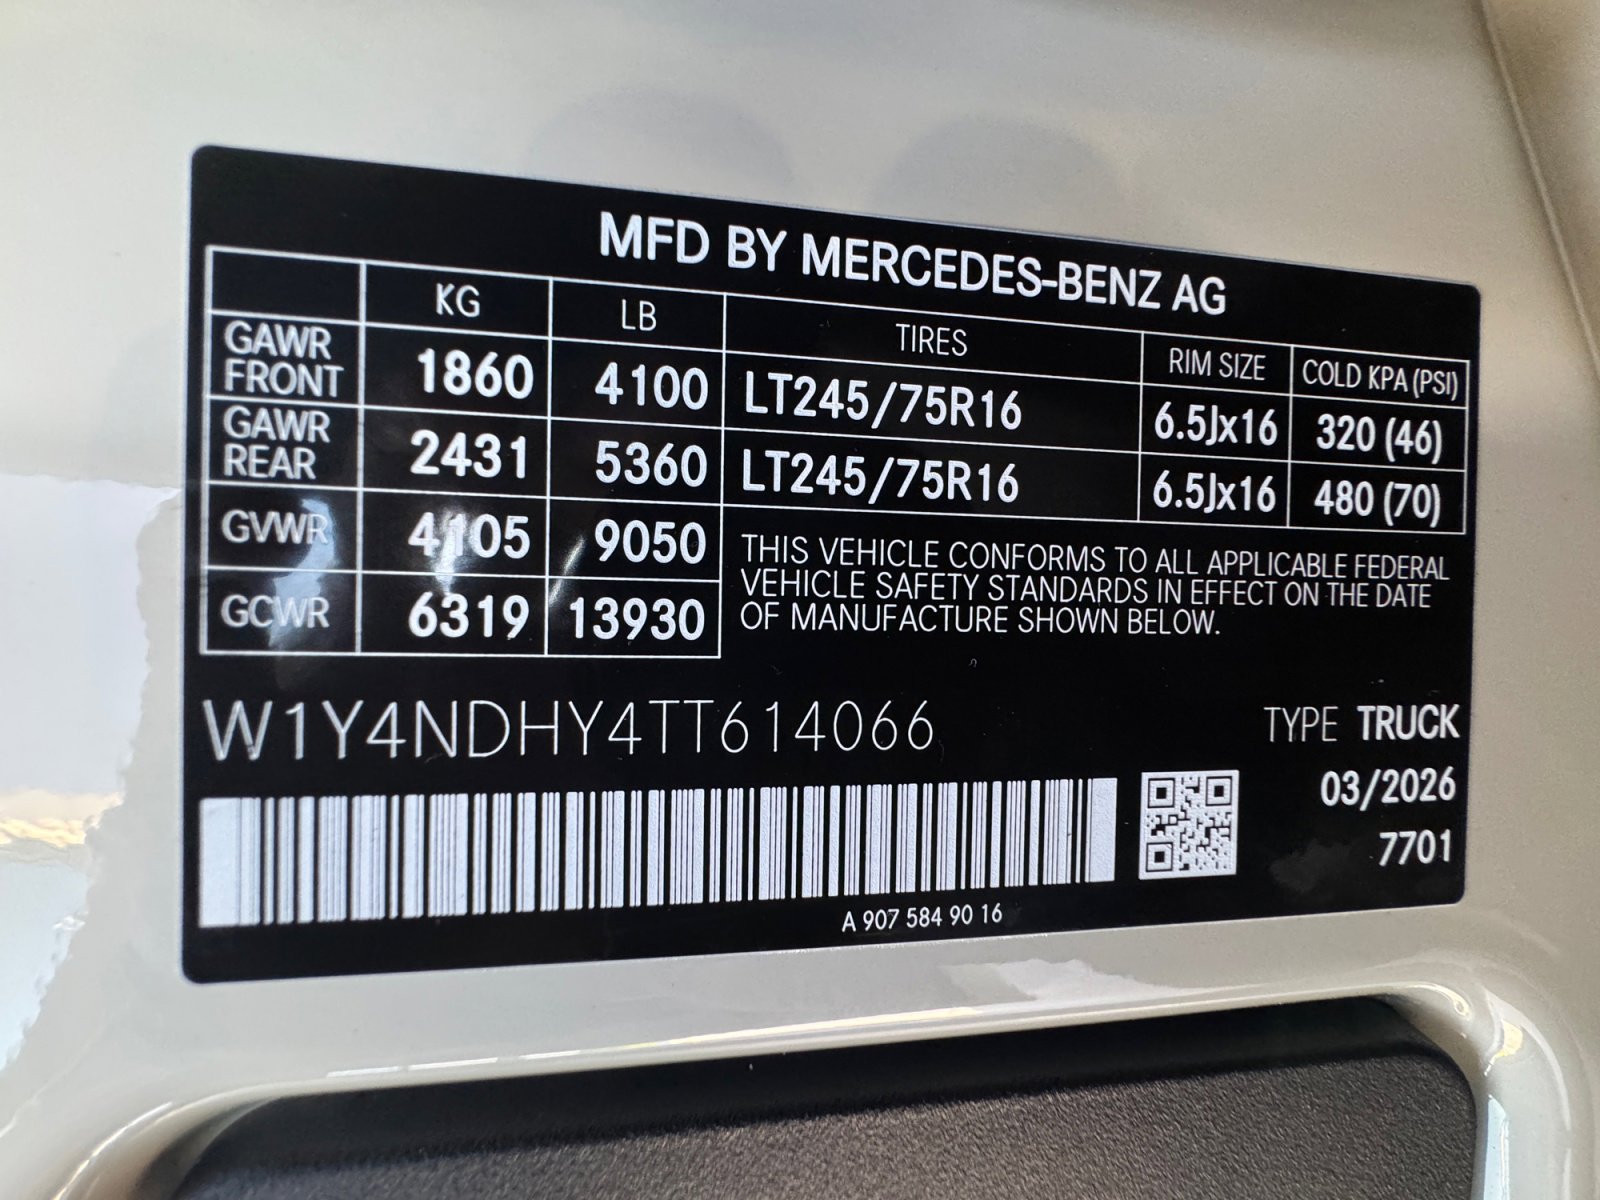 MFD BY MERCEDES-BENZ AG
KG LB TIRES RIM SIZE COLD KPA (PSI)
GAWR FRONT 1860 4100 LT245/75R16 6.5Jx16 320 (46)
GAWR REAR 2431 5360 LT245/75R16 6.5Jx16 480 (70)
GVWR 4105 9050
GCWR 6319 13930
THIS VEHICLE CONFORMS TO ALL APPLICABLE FEDERAL
VEHICLE SAFETY STANDARDS IN EFFECT ON THE DATE
OF MANUFACTURE SHOWN BELOW.
W1Y4NDHY4TT614066
TYPE TRUCK
03/2026
7701
A 907 584 90 16